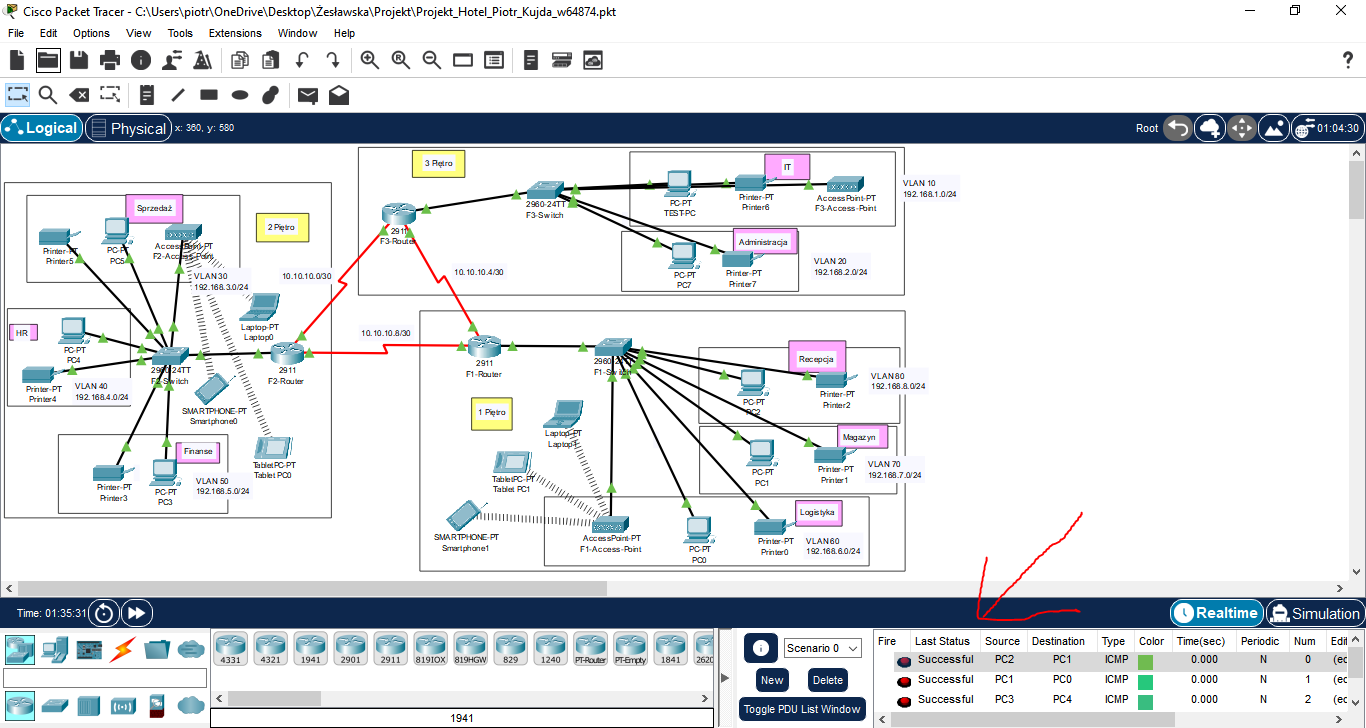 Cisco Packet Tracer - C:\Users\piotr\OneDrive\Desktop\Żesławska\Projekt\Projekt_Hotel_Piotr_Kujda_w64874.pkt
File Edit Options View Tools Extensions Window Help
Logical Physical x: 360, y: 580 Root 01:04:30
3 Piętro
IT
2960-24TT
F3-Switch
PC-PT
TEST-PC
Printer-PT
Printer6
AccessPoint-PT
F3-Access-Point
VLAN 10
192.168.1.0/24
2911
F3-Router
Administracja
PC-PT
PC7
Printer-PT
Printer7
VLAN 20
192.168.2.0/24
Sprzedaż
2 Piętro
Printer-PT
Printer5
PC-PT
PC5
AccessPoint-PT
F2-Access-Point
VLAN 30
192.168.3.0/24
10.10.10.0/30
10.10.10.4/30
10.10.10.8/30
Laptop-PT
Laptop0
HR
PC-PT
PC4
Printer-PT
Printer4
VLAN 40
192.168.4.0/24
2960-24TT
F2-Switch
2911
F2-Router
SMARTPHONE-PT
Smartphone0
TabletPC-PT
Tablet PC0
Finanse
Printer-PT
Printer3
PC-PT
PC3
VLAN 50
192.168.5.0/24
2911
F1-Router
2960-24TT
F1-Switch
1 Piętro
Recepcja
PC-PT
PC2
Printer-PT
Printer2
VLAN 80
192.168.8.0/24
Laptop-PT
Laptop1
Magazyn
PC-PT
PC1
Printer-PT
Printer1
VLAN 70
192.168.7.0/24
TabletPC-PT
Tablet PC1
SMARTPHONE-PT
Smartphone1
AccessPoint-PT
F1-Access-Point
PC-PT
PC0
Logistyka
Printer-PT
Printer0
VLAN 60
192.168.6.0/24
Time: 01:35:31 Realtime Simulation
4331 4321 1941 2901 2911 819IOX 819HGW 829 1240 PT-Router PT-Empty 1841 2620
1941
Scenario 0
New Delete
Toggle PDU List Window
Fire Last Status Source Destination Type Color Time(sec) Periodic Num Edit
Successful PC2 PC1 ICMP 0.000 N 0 (ec
Successful PC1 PC0 ICMP 0.000 N 1 (ec
Successful PC3 PC4 ICMP 0.000 N 2 (ec